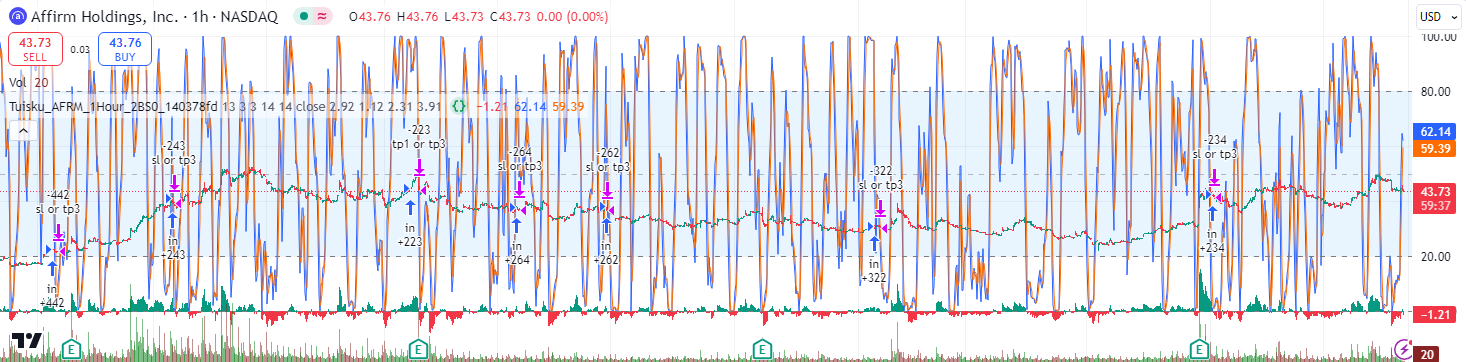 Affirm Holdings, Inc. · 1h · NASDAQ
O43.76 H43.76 L43.73 C43.73 0.00 (0.00%)
USD
43.73
SELL
0.03
43.76
BUY
Vol 20
Tuisku_AFRM_1Hour_2BS0_140378fd 13 3 3 14 14 close 2.92 1.12 2.31 3.91 −1.21 62.14 59.39
100.00
80.00
62.14
59.39
43.73
59:37
20.00
−1.21
20
-442
sl or tp3
in
+442
-243
sl or tp3
in
+243
-223
tp1 or tp3
in
+223
-264
sl or tp3
in
+264
-262
sl or tp3
in
+262
-322
sl or tp3
in
+322
-234
sl or tp3
in
+234
E
E
E
E